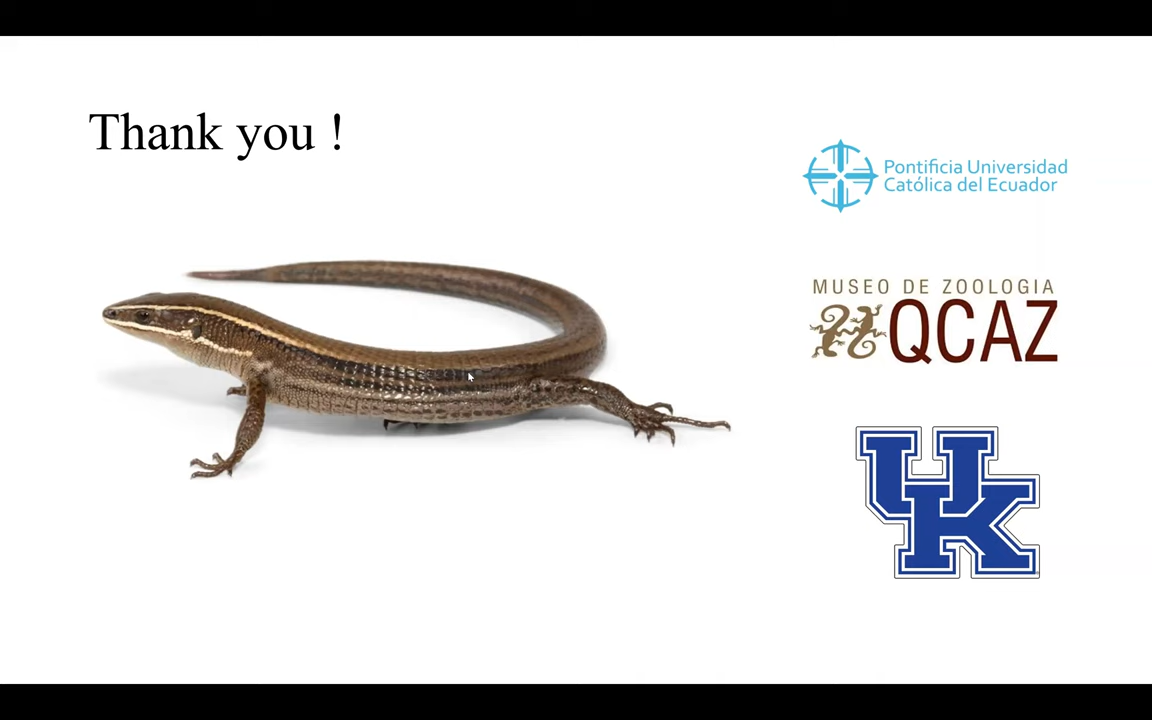 Thank you !
Pontificia Universidad
Católica del Ecuador
MUSEO DE ZOOLOGIA
QCAZ
UK